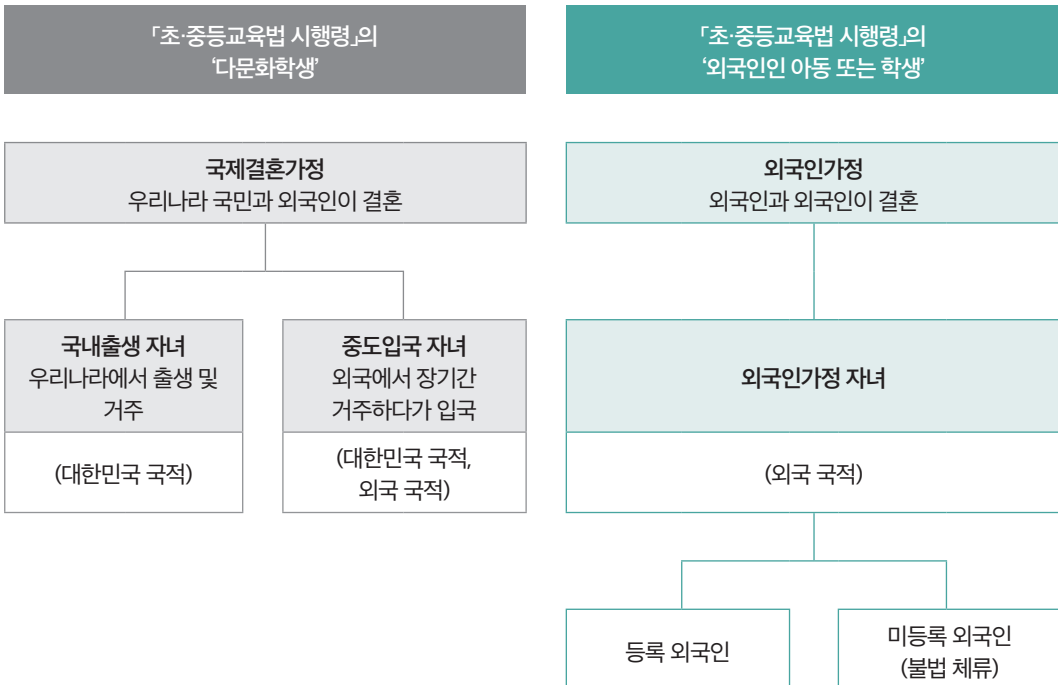 「초·중등교육법 시행령」의
‘다문화학생’
「초·중등교육법 시행령」의
‘외국인인 아동 또는 학생’
국제결혼가정
우리나라 국민과 외국인이 결혼
외국인가정
외국인과 외국인이 결혼
국내출생 자녀
우리나라에서 출생 및
거주
(대한민국 국적)
중도입국 자녀
외국에서 장기간
거주하다가 입국
(대한민국 국적,
외국 국적)
외국인가정 자녀
(외국 국적)
등록 외국인
미등록 외국인
(불법 체류)